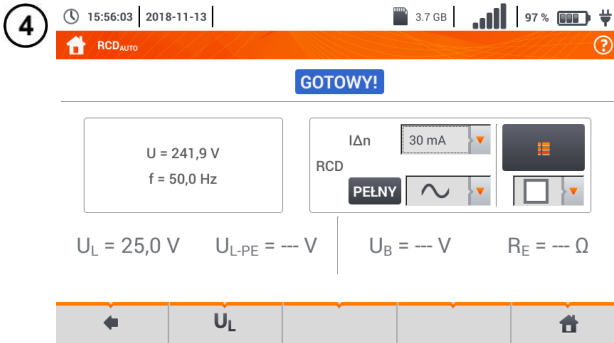 4
15:56:03 2018-11-13 3.7 GB 97 %
RCDAUTO ?
GOTOWY!
U = 241,9 V
f = 50,0 Hz
IΔn 30 mA
RCD
PEŁNY
UL = 25,0 V UL-PE = --- V UB = --- V RE = --- Ω
UL